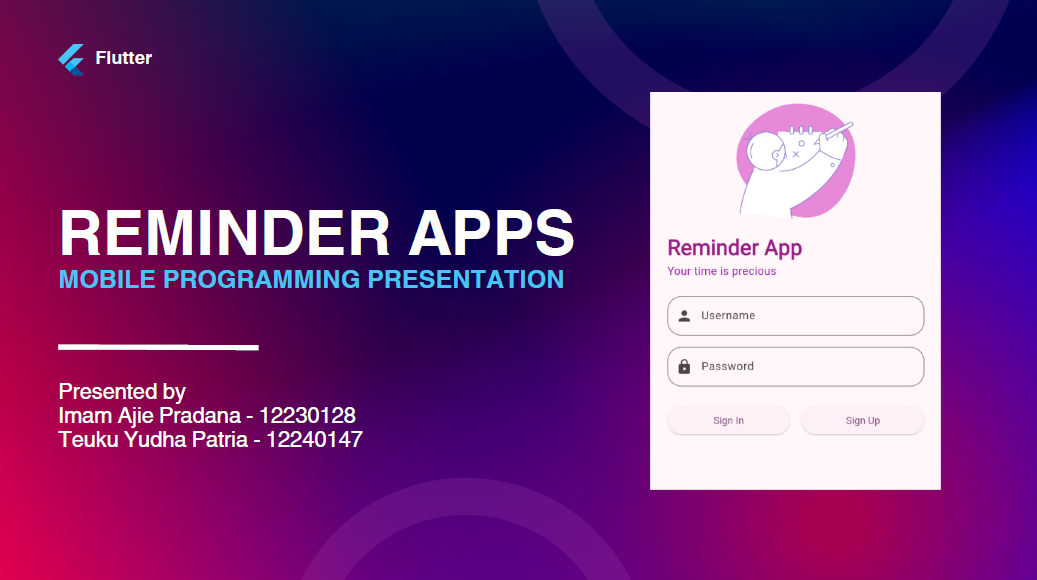 Flutter
REMINDER APPS
MOBILE PROGRAMMING PRESENTATION
Presented by
Imam Ajie Pradana - 12230128
Teuku Yudha Patria - 12240147
Reminder App
Your time is precious
Username
Password
Sign In
Sign Up